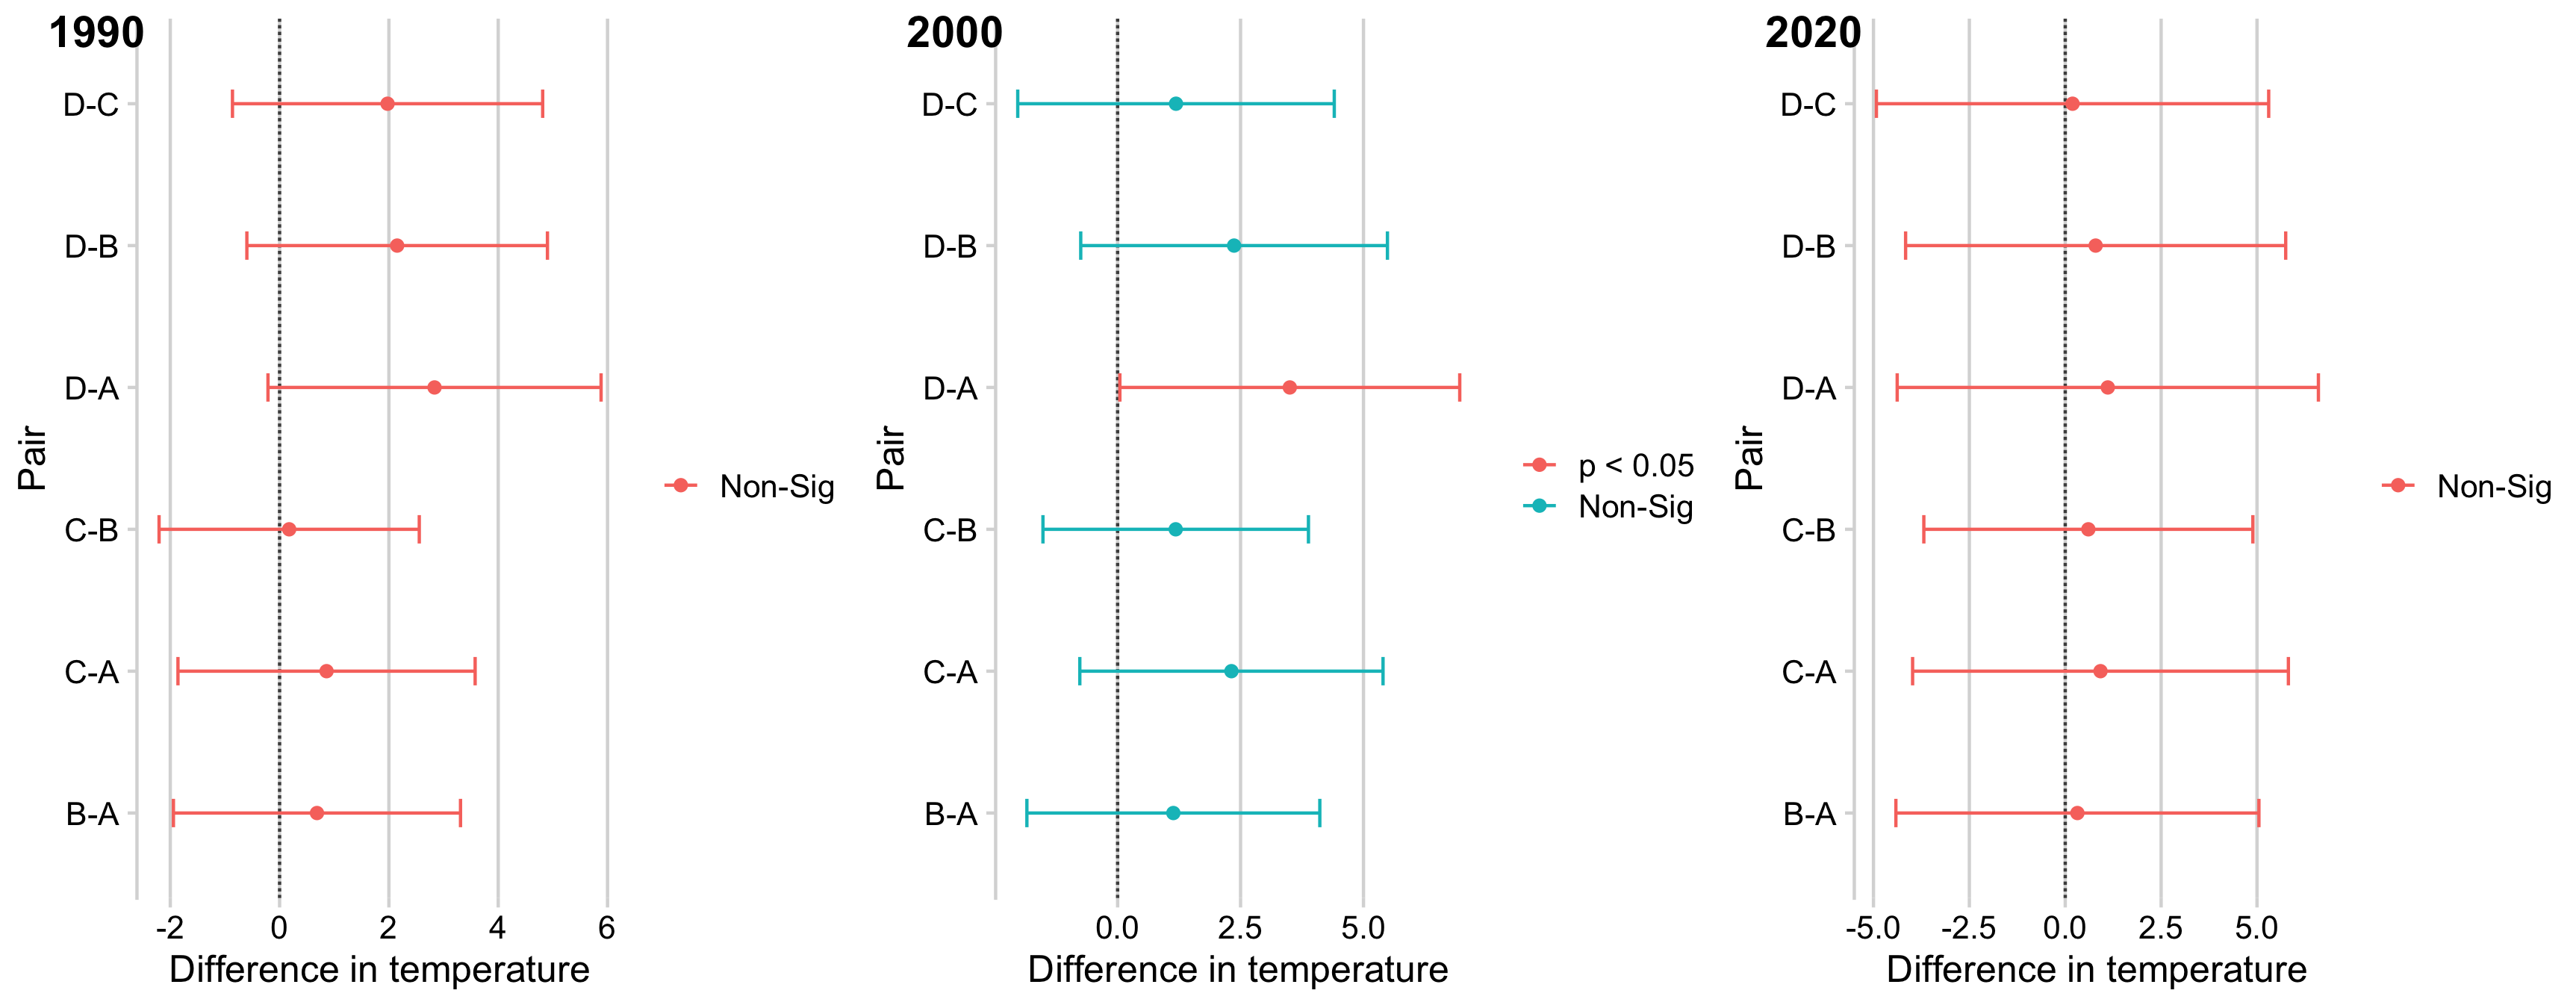 1990
D-C
D-B
D-A
C-B
C-A
B-A
Pair
-2 0 2 4 6
Difference in temperature
Non-Sig
2000
D-C
D-B
D-A
C-B
C-A
B-A
Pair
0.0 2.5 5.0
Difference in temperature
p < 0.05
Non-Sig
2020
D-C
D-B
D-A
C-B
C-A
B-A
Pair
-5.0 -2.5 0.0 2.5 5.0
Difference in temperature
Non-Sig